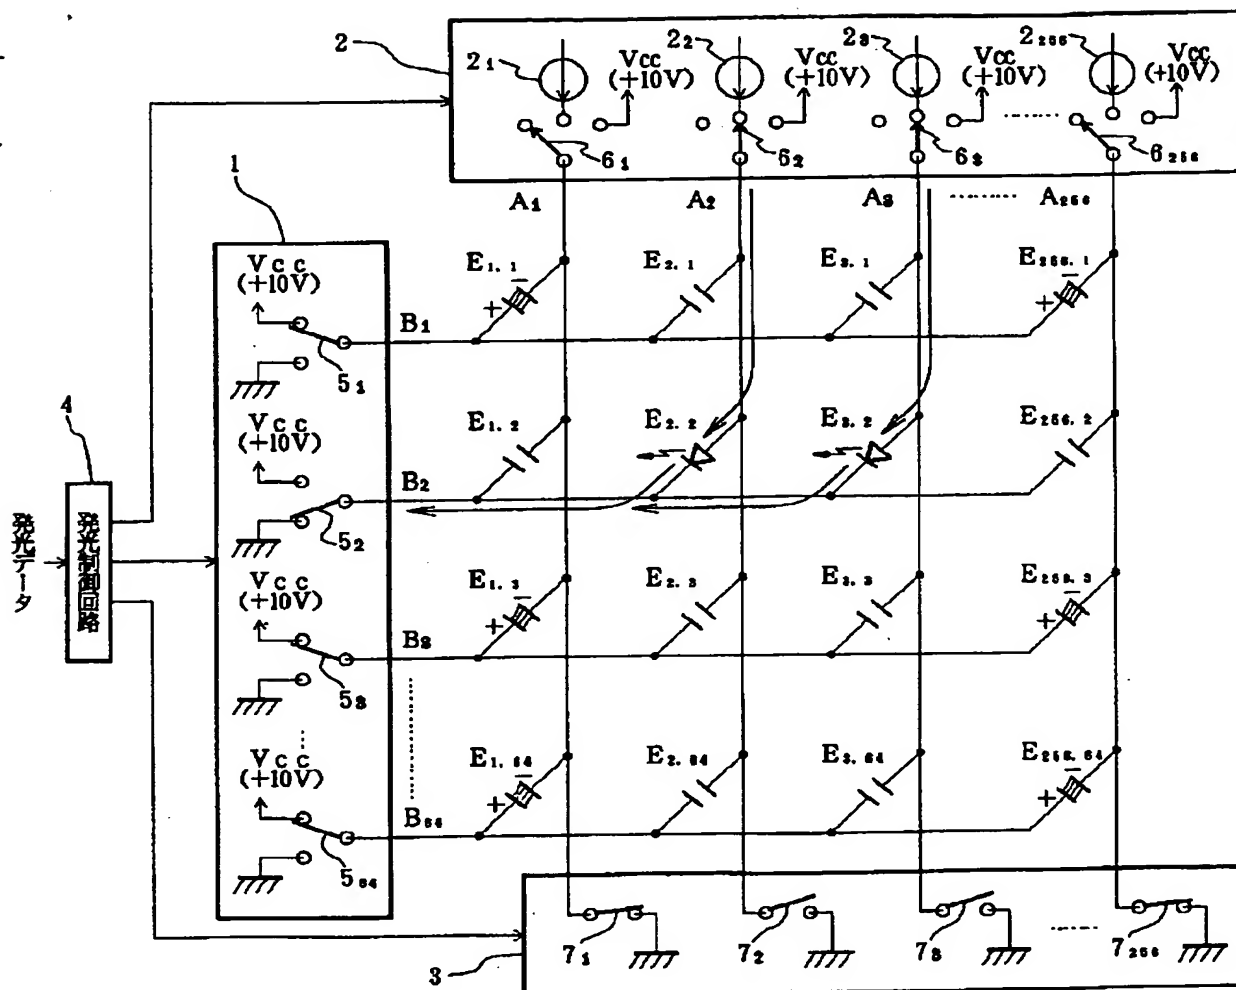 2
2₁
VCC
(+10V)
2₂
VCC
(+10V)
2₃
VCC
(+10V)
2₂₅₆
VCC
(+10V)
6₁
6₂
6₃
6₂₅₆
1
A₁
A₂
A₃
A₂₅₆
VCC
(+10V)
E₁.₁
E₂.₁
E₃.₁
E₂₅₆.₁
+
−
+
−
B₁
5₁
4
VCC
(+10V)
E₁.₂
E₂.₂
E₃.₂
E₂₅₆.₂
B₂
5₂
発光データ
発光制御回路
VCC
(+10V)
E₁.₃
E₂.₃
E₃.₃
E₂₅₆.₃
+
−
+
−
B₃
5₃
VCC
(+10V)
E₁.₆₄
E₂.₆₄
E₃.₆₄
E₂₅₆.₆₄
+
−
+
−
B₆₄
5₆₄
3
7₁
7₂
7₃
7₂₅₆